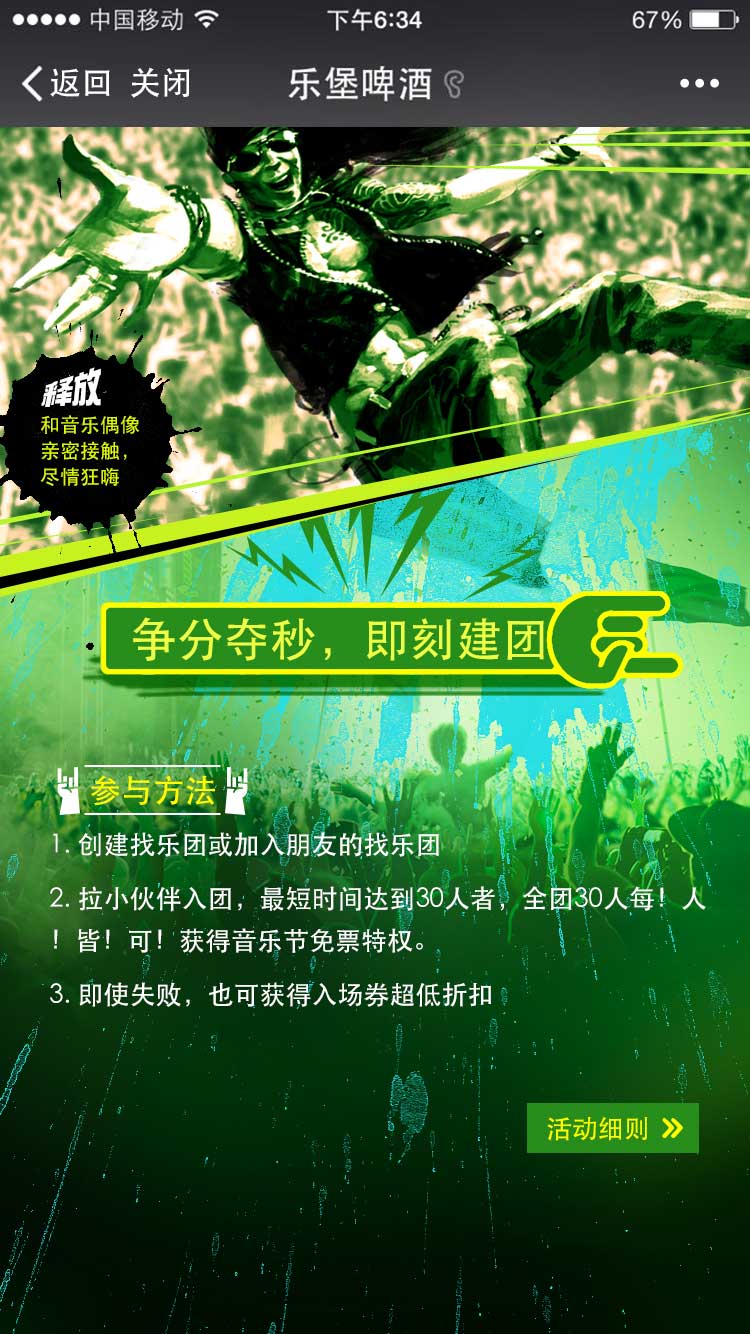 中国移动 下午6:34 67%
返回 关闭 乐堡啤酒
释放
和音乐偶像
亲密接触，
尽情狂嗨
争分夺秒，即刻建团
参与方法
1. 创建找乐团或加入朋友的找乐团
2. 拉小伙伴入团，最短时间达到30人者，全团30人每！人
！皆！可！获得音乐节免票特权。
3. 即使失败，也可获得入场券超低折扣
活动细则 »